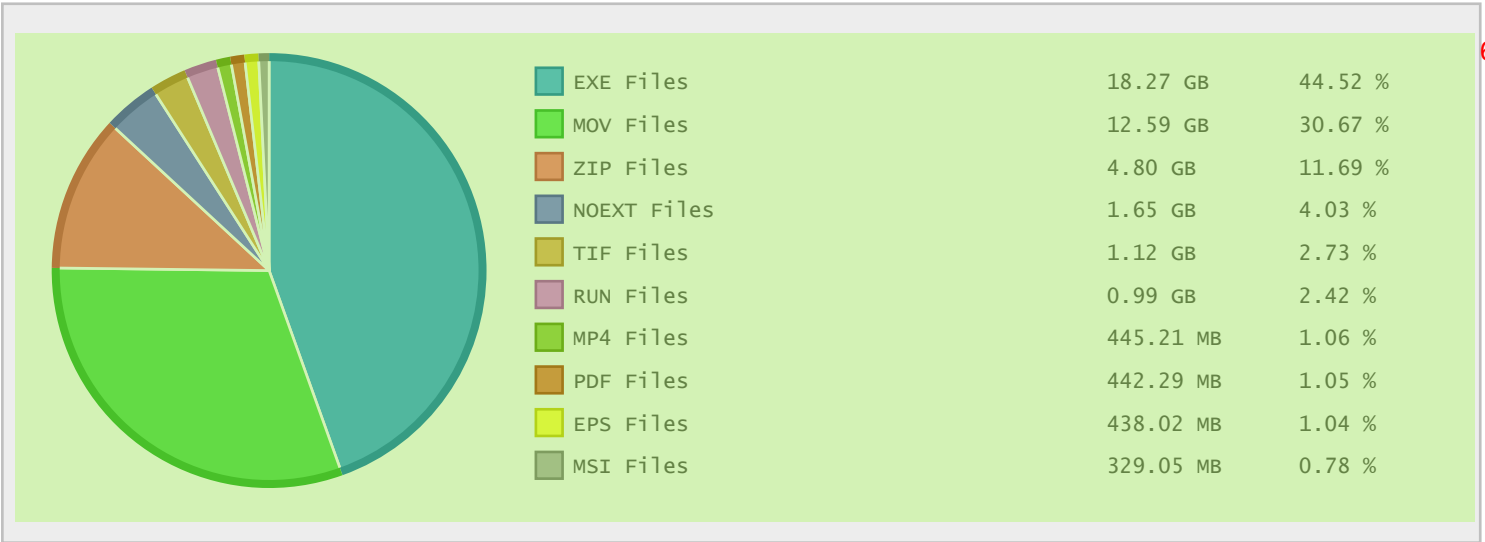 EXE Files 18.27 GB 44.52 %
MOV Files 12.59 GB 30.67 %
ZIP Files 4.80 GB 11.69 %
NOEXT Files 1.65 GB 4.03 %
TIF Files 1.12 GB 2.73 %
RUN Files 0.99 GB 2.42 %
MP4 Files 445.21 MB 1.06 %
PDF Files 442.29 MB 1.05 %
EPS Files 438.02 MB 1.04 %
MSI Files 329.05 MB 0.78 %